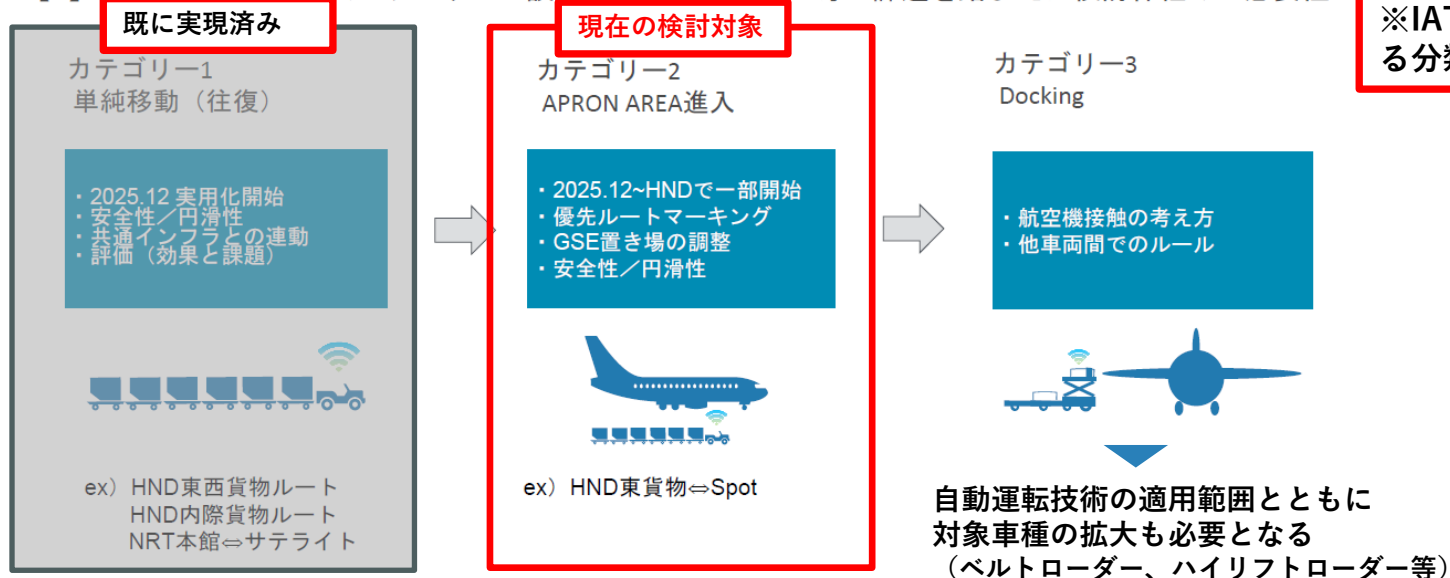 既に実現済み
カテゴリー1
単純移動（往復）
・2025.12 実用化開始
・安全性／円滑性
・共通インフラとの連動
・評価（効果と課題）
ex）HND東西貨物ルート
HND内際貨物ルート
NRT本館⇔サテライト
現在の検討対象
カテゴリー2
APRON AREA進入
・2025.12~HNDで一部開始
・優先ルートマーキング
・GSE置き場の調整
・安全性／円滑性
ex）HND東貨物⇔Spot
※IAT
る分
カテゴリー3
Docking
・航空機接触の考え方
・他車両間でのルール
自動運転技術の適用範囲とともに
対象車種の拡大も必要となる
（ベルトローダー、ハイリフトローダー等）